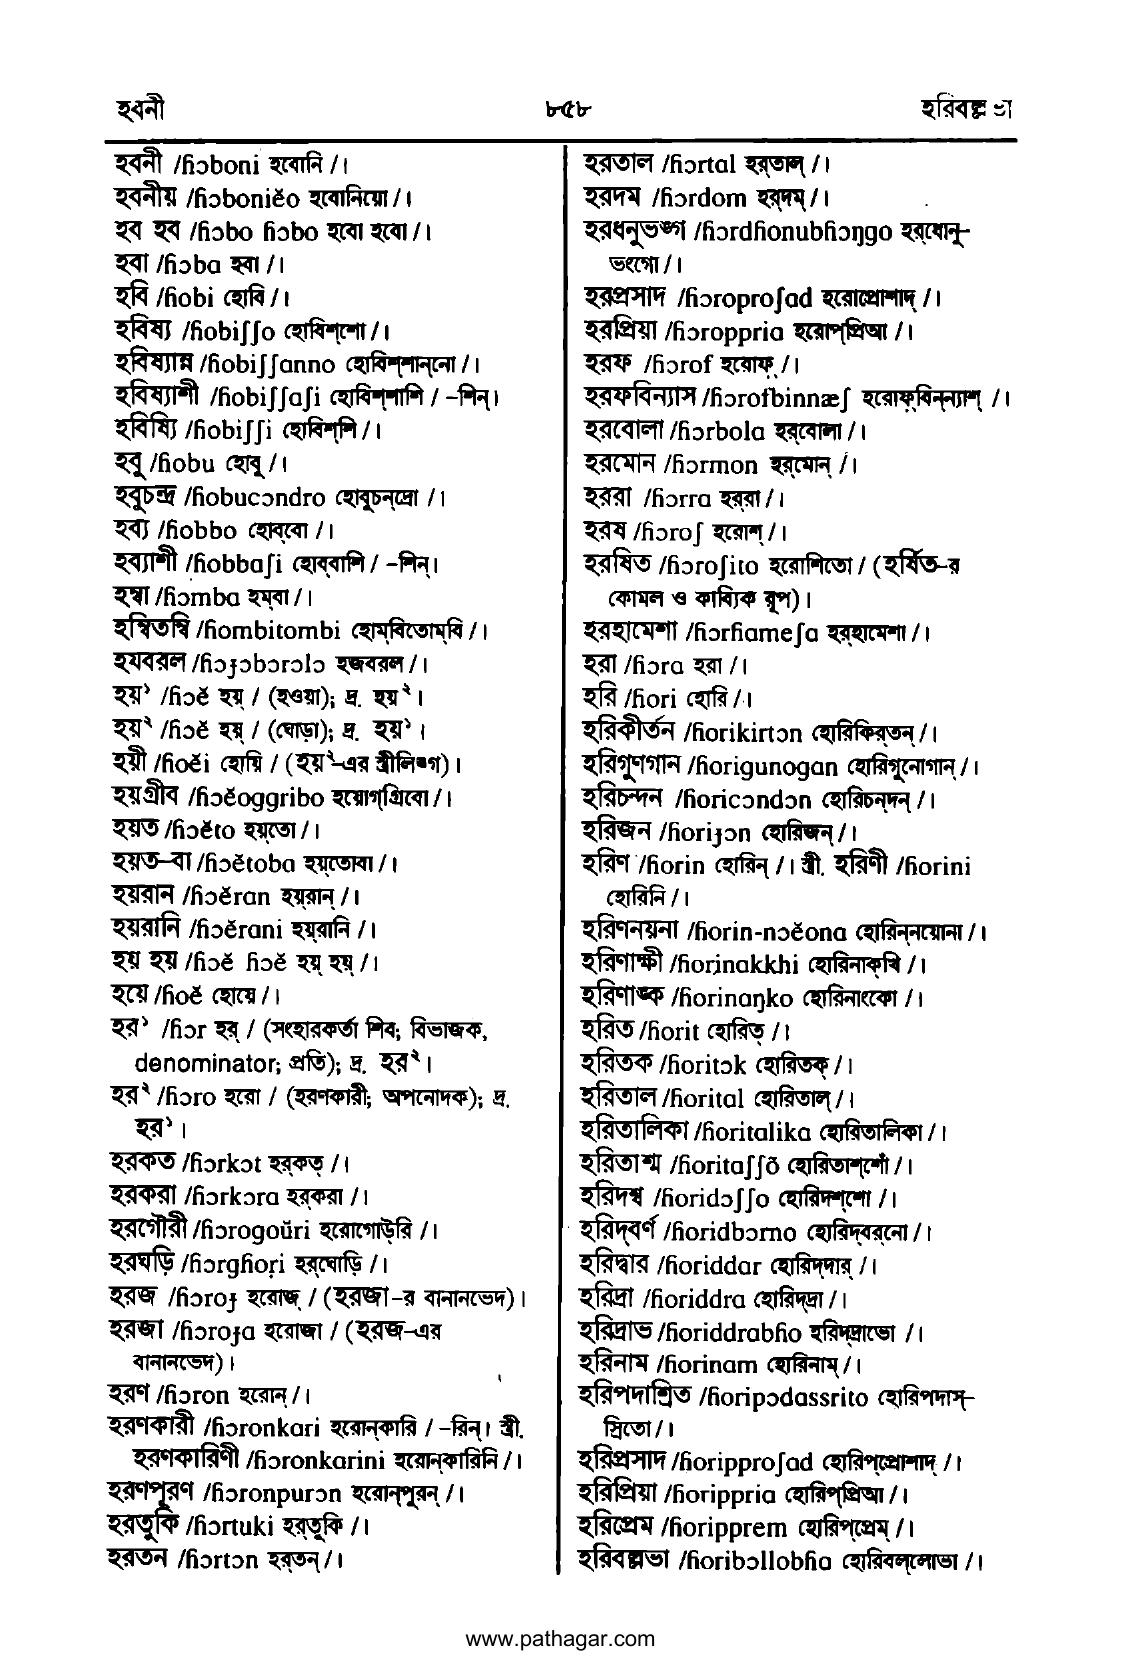 হবনী ৮৫৮ হরিবল্লভা
হবনী /ɦɔboni হবোনি /।
হবনীয় /ɦɔboniĕo হবোনিয়ো /।
হব হব /ɦɔbo ɦɔbo হবো হবো /।
হবা /ɦɔba হবা /।
হবি /ɦobi হোবি /।
হবিষ্য /ɦobiʃʃo হোবিশ্‌শো /।
হবিষ্যান্ন /ɦobiʃʃanno হোবিশ্‌শান্‌নো /।
হবিষ্যাশী /ɦobiʃʃaʃi হোবিশ্‌শাশি / -শিন্‌।
হবিষ্যি /ɦobiʃʃi হোবিশ্‌শি /।
হবু /ɦobu হোবু /।
হবুচন্দ্র /ɦobucɔndro হোবুচন্‌দ্রো /।
হব্য /ɦobbo হোব্‌বো /।
হব্যাশী /ɦobbaʃi হোব্‌বাশি / -শিন্‌।
হম্বা /ɦɔmba হম্‌বা /।
হম্বিতম্বি /ɦombitombi হোম্‌বিতোম্‌বি /।
হযবরল /ɦɔɟɔbɔrɔlɔ হজবরল /।
হয়¹ /ɦɔĕ হয়্‌ / (হওয়া); দ্র. হয়²।
হয়² /ɦɔĕ হয়্‌ / (ঘোড়া); দ্র. হয়¹।
হয়ী /ɦoĕi হোয়ি / (হয়²-এর স্ত্রীলিঙ্গ)।
হয়গ্রীব /ɦɔĕoggribo হয়োগ্‌গ্রিবো /।
হয়ত /ɦɔĕto হয়্‌তো /।
হয়ত-বা /ɦɔĕtoba হয়্‌তোবা /।
হয়রান /ɦɔĕran হয়্‌রান্‌ /।
হয়রানি /ɦɔĕrani হয়্‌রানি /।
হয় হয় /ɦɔĕ ɦɔĕ হয়্‌ হয়্‌ /।
হয়ে /ɦoĕ হোয়ে /।
হর¹ /ɦɔr হর্‌ / (সংহারকর্তা শিব; বিভাজক,
denominator; প্রতি); দ্র. হর²।
হর² /ɦɔro হরো / (হরণকারী; অপনোদক); দ্র.
হর¹।
হরকত /ɦɔrkɔt হর্‌কত্‌ /।
হরকরা /ɦɔrkɔra হর্‌করা /।
হরগৌরী /ɦɔrogoŭri হরোগোউ্‌রি /।
হরঘড়ি /ɦɔrgɦoṛi হর্‌ঘোড়ি /।
হরজ /ɦɔroɟ হরোজ্‌ / (হরজা-র বানানভেদ)।
হরজা /ɦɔroɟa হরোজা / (হরজ-এর
বানানভেদ)।
হরণ /ɦɔron হরোন্‌ /।
হরণকারী /ɦɔronkari হরোন্‌কারি / -রিন্‌। স্ত্রী.
হরণকারিণী /ɦɔronkarini হরোন্‌কারিনি /।
হরণপূরণ /ɦɔronpurɔn হরোন্‌পুরন্‌ /।
হরতুকি /ɦɔrtuki হর্‌তুকি /।
হরতন /ɦɔrtɔn হর্‌তন্‌ /।
হরতাল /ɦɔrtal হর্‌তাল্‌ /।
হরদম /ɦɔrdom হর্‌দম্‌ /।
হরধনুভঙ্গ /ɦɔrdɦonubɦɔŋgo হর্‌ধোনু-
ভংগো /।
হরপ্রসাদ /ɦɔroproʃad হরোপ্রোশাদ্‌ /।
হরপ্রিয়া /ɦɔroppria হরোপ্‌প্রিআ /।
হরফ /ɦɔrof হরোফ্‌ /।
হরফবিন্যাস /ɦɔrofbinnæʃ হরোফ্‌বিন্‌ন্যাশ্‌ /।
হরবোলা /ɦɔrbola হর্‌বোলা /।
হরমোন /ɦɔrmon হর্‌মোন্‌ /।
হররা /ɦɔrra হর্‌রা /।
হরষ /ɦɔroʃ হরোশ্‌ /।
হরষিত /ɦɔroʃito হরোশিতো / (হর্ষিত-র
কোমল ও কাব্যিক রূপ)।
হরহামেশা /ɦɔrɦameʃa হর্‌হামেশা /।
হরা /ɦɔra হরা /।
হরি /ɦori হোরি /।
হরিকীর্তন /ɦorikirtɔn হোরিকির্‌তন্‌ /।
হরিগুণগান /ɦorigunogan হোরিগুনোগান্‌ /।
হরিচন্দন /ɦoricɔndɔn হোরিচন্‌দন্‌ /।
হরিজন /ɦoriɟɔn হোরিজন্‌ /।
হরিণ /ɦorin হোরিন্‌ /। স্ত্রী. হরিণী /ɦorini
হোরিনি /।
হরিণনয়না /ɦorin-nɔĕona হোরিন্‌নয়োনা /।
হরিণাক্ষী /ɦorinakkhi হোরিনাক্‌খি /।
হরিণাঙ্ক /ɦorinaŋko হোরিনাংকো /।
হরিত /ɦorit হোরিত্‌ /।
হরিতক /ɦoritɔk হোরিতক্‌ /।
হরিতাল /ɦorital হোরিতাল্‌ /।
হরিতালিকা /ɦoritalika হোরিতালিকা /।
হরিতাশ্ম /ɦoritaʃʃõ হোরিতাশ্‌শোঁ /।
হরিদশ্ব /ɦoridɔʃʃo হোরিদশ্‌শো /।
হরিদ্‌বর্ণ /ɦoridbɔrno হোরিদ্‌বর্‌নো /।
হরিদ্বার /ɦoriddar হোরিদ্‌দার্‌ /।
হরিদ্রা /ɦoriddra হোরিদ্‌দ্রা /।
হরিদ্রাভ /ɦoriddrabɦo হরিদ্‌দ্রাভো /।
হরিনাম /ɦorinam হোরিনাম্‌ /।
হরিপদাশ্রিত /ɦoripɔdassrito হোরিপদাস্‌-
স্রিতো /।
হরিপ্রসাদ /ɦorippro​ʃad হোরিপ্‌প্রোশাদ্‌ /।
হরিপ্রিয়া /ɦorippria হোরিপ্‌প্রিআ /।
হরিপ্রেম /ɦoripprem হোরিপ্‌প্রেম্‌ /।
হরিবল্লভা /ɦoribɔllobɦa হোরিবল্‌লোভা /।
www.pathagar.com